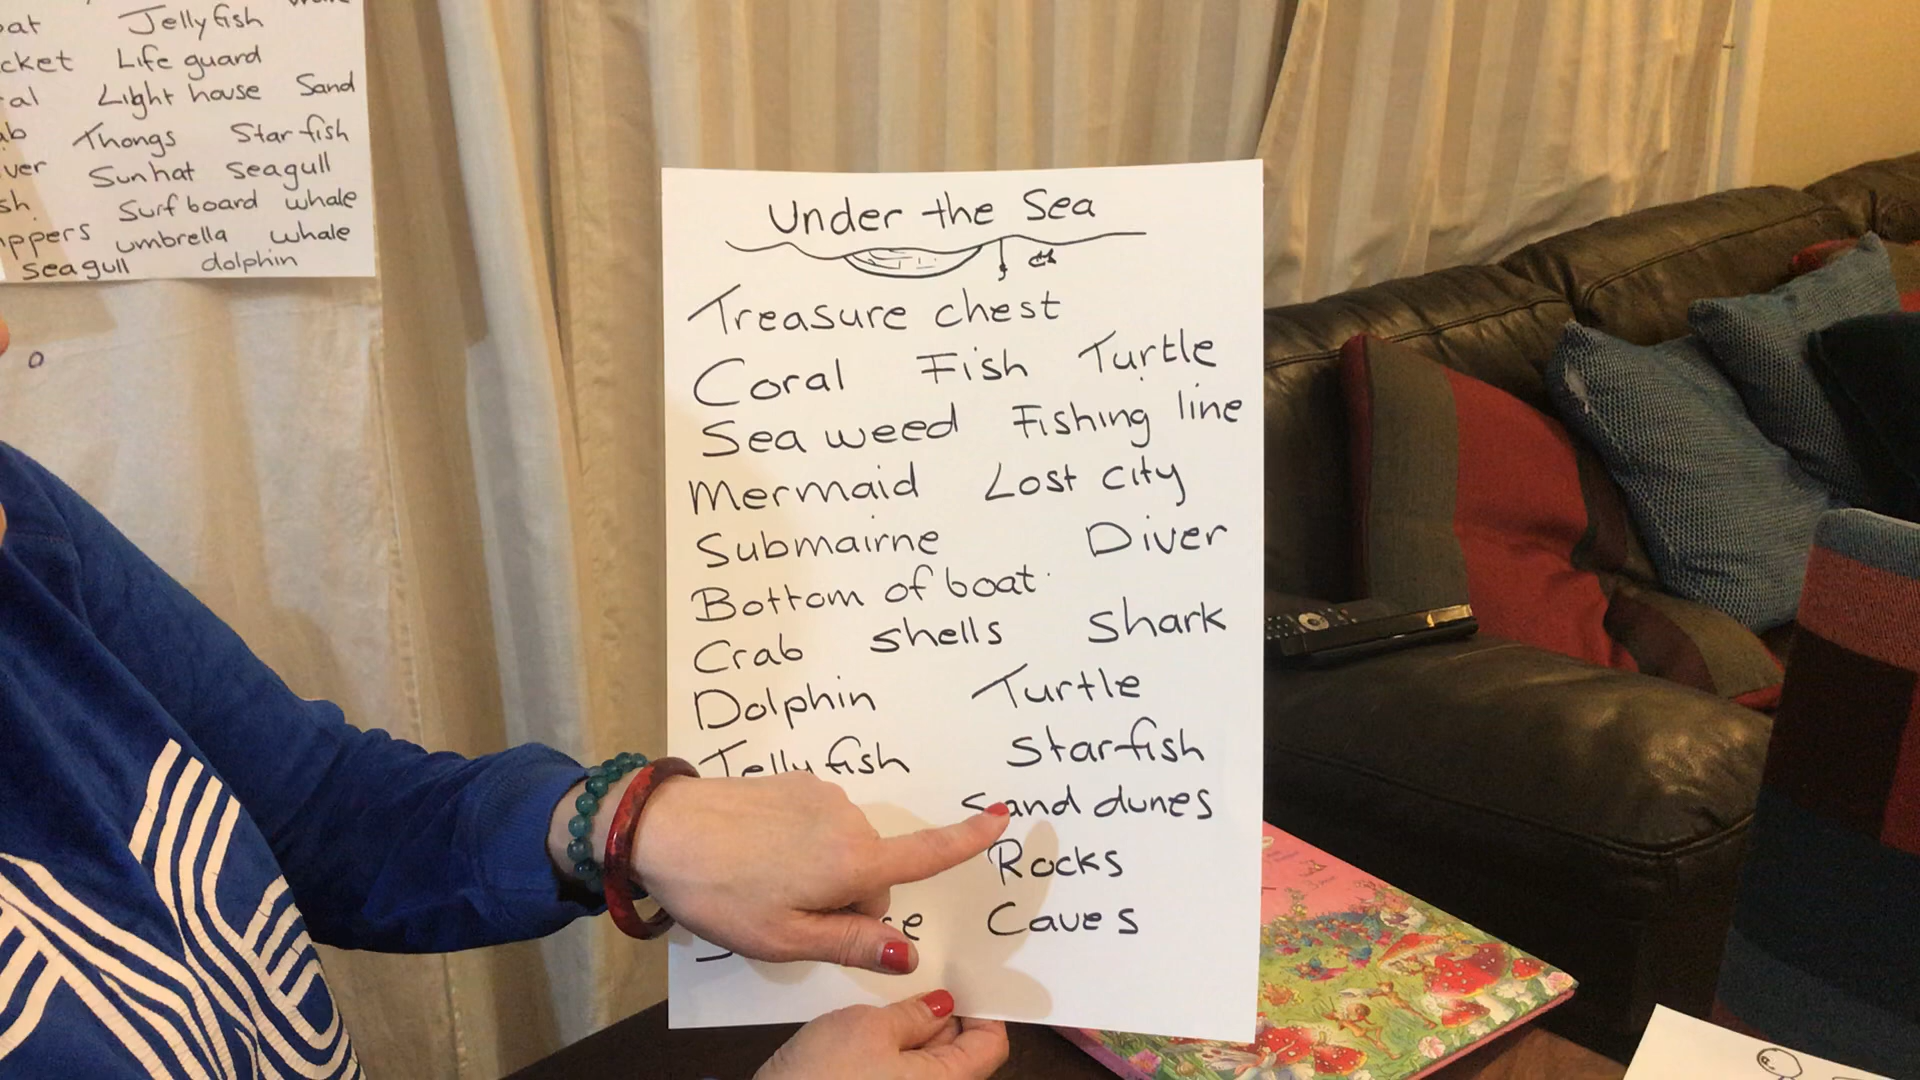 Jelly fish
Life guard
Light house Sand
Thongs Star fish
Sunhat seagull
Surf board whale
umbrella whale
seagull dolphin
Under the Sea
Treasure chest
Coral Fish Turtle
Sea weed Fishing line
Mermaid Lost city
Submairne Diver
Bottom of boat.
Crab shells shark
Dolphin Turtle
Jelly fish Starfish
Sand dunes
Rocks
Caves